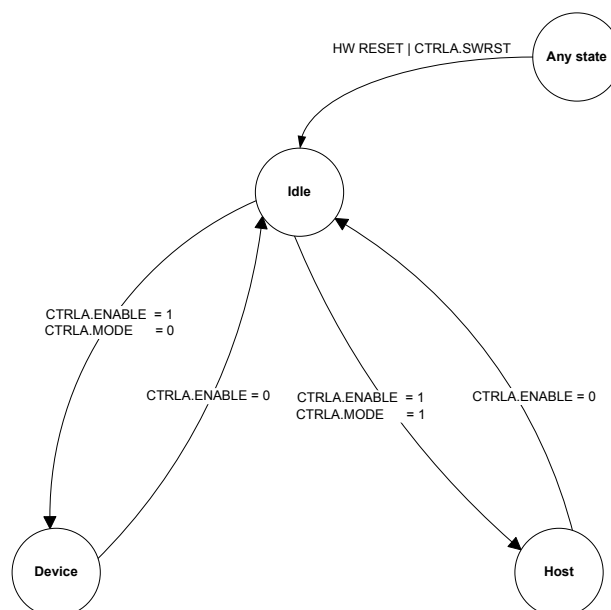 HW RESET | CTRLA.SWRST
Any state
Idle
CTRLA.ENABLE = 1
CTRLA.MODE = 0
CTRLA.ENABLE = 0
CTRLA.ENABLE = 1
CTRLA.MODE = 1
CTRLA.ENABLE = 0
Device
Host